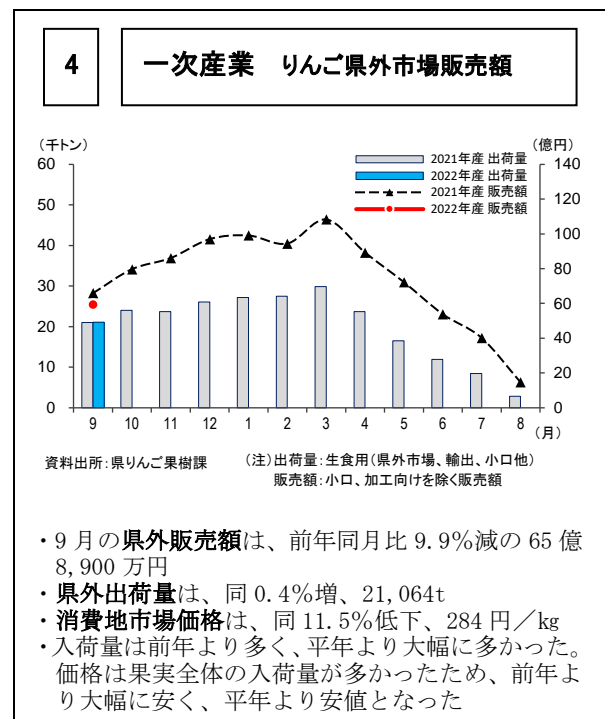 4
一次産業 りんご県外市場販売額
(千トン)
(億円)
2021年産 出荷量
2022年産 出荷量
2021年産 販売額
2022年産 販売額
60
50
40
30
20
10
0
140
120
100
80
60
40
20
0
9 10 11 12 1 2 3 4 5 6 7 8
(月)
資料出所:県りんご果樹課
(注)出荷量:生食用(県外市場、輸出、小口他)
販売額:小口、加工向けを除く販売額
・9月の県外販売額は、前年同月比 9.9%減の 65 億
8,900 万円
・県外出荷量は、同 0.4%増、21,064t
・消費地市場価格は、同 11.5%低下、284 円/㎏
・入荷量は前年より多く、平年より大幅に多かった。
価格は果実全体の入荷量が多かったため、前年よ
り大幅に安く、平年より安値となった